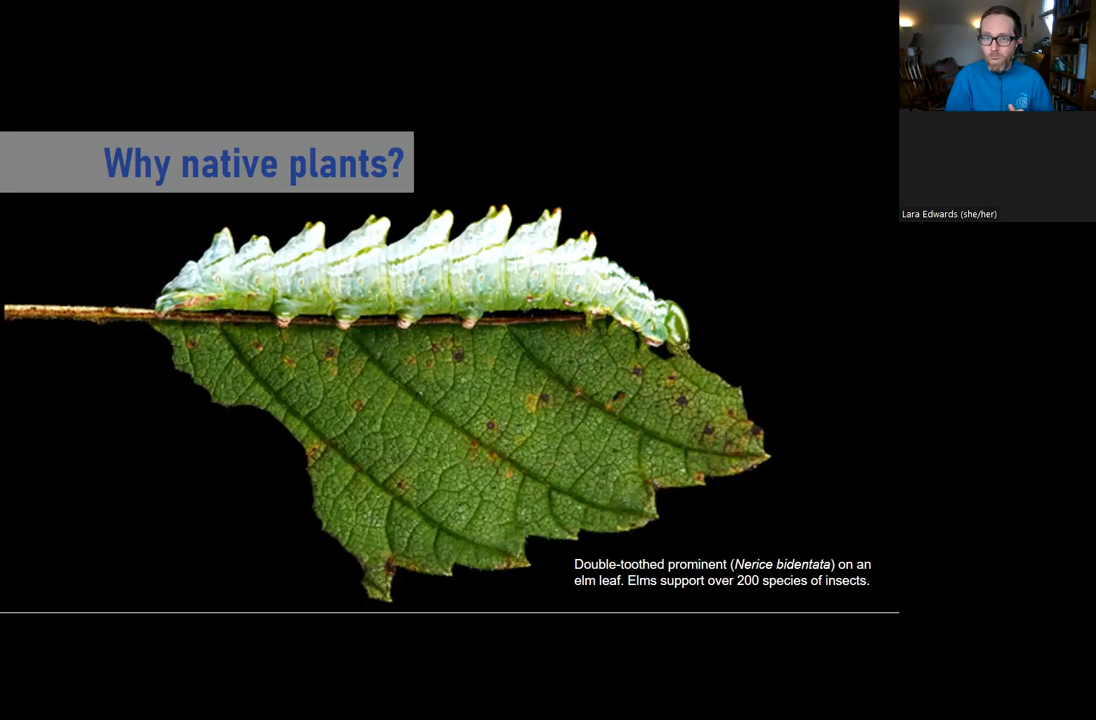 Why native plants?
Lara Edwards (she/her)
Double-toothed prominent (Nerice bidentata) on an
elm leaf. Elms support over 200 species of insects.